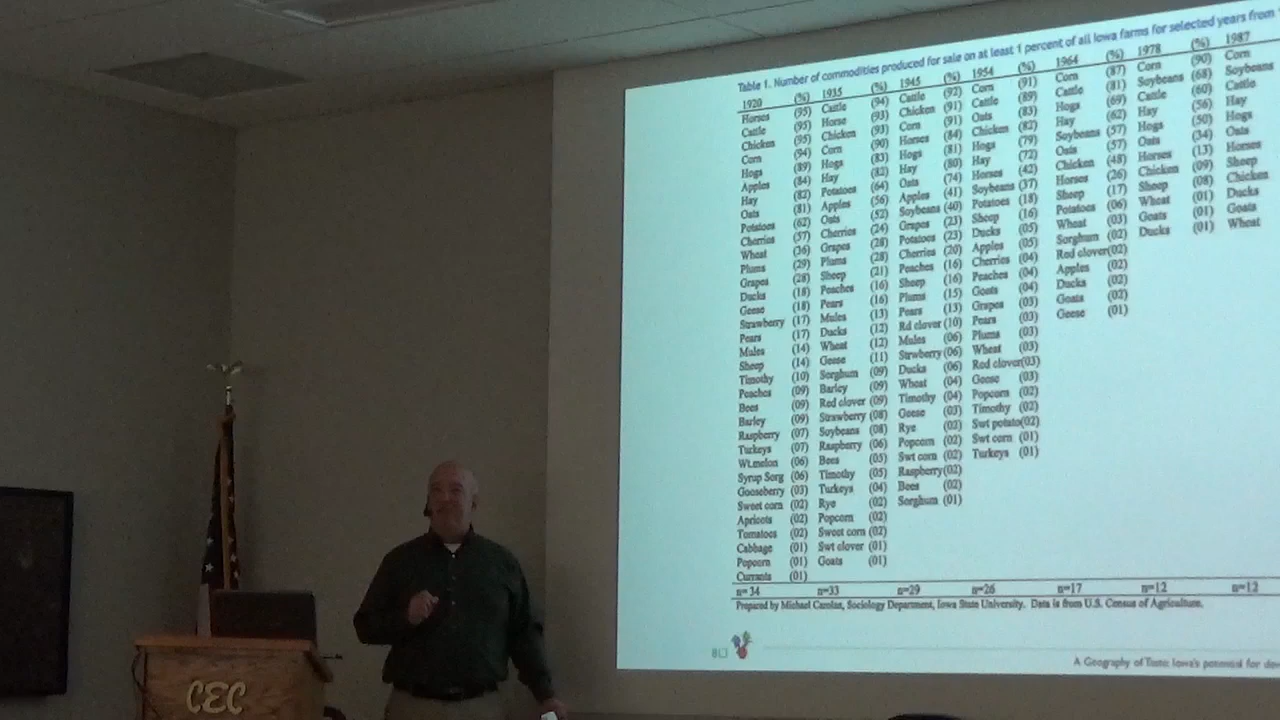 Table 1. Number of commodities produced for sale on at least 1 percent of all Iowa farms for selected years from
1920 (%) 1935 (%) 1945 (%) 1954 (%) 1964 (%) 1978 (%) 1987
Horses (95) Cattle (94) Cattle (92) Corn (91) Corn (87) Corn (90) Corn
Cattle (95) Horse (93) Chicken (91) Cattle (89) Cattle (81) Soybeans (68) Soybeans
Chicken (95) Chicken (93) Corn (91) Oats (83) Hogs (69) Cattle (60) Cattle
Corn (94) Corn (90) Horses (84) Chicken (82) Hay (62) Hay (56) Hay
Hogs (89) Hogs (83) Hogs (81) Hogs (79) Soybeans (57) Hogs (50) Hogs
Apples (84) Hay (82) Hay (80) Hay (72) Oats (57) Oats (34) Oats
Hay (82) Potatoes (64) Oats (74) Horses (42) Chicken (48) Horses (13) Horses
Oats (81) Apples (56) Apples (41) Soybeans (37) Horses (26) Chicken (09) Sheep
Potatoes (62) Oats (52) Soybeans (40) Potatoes (18) Sheep (17) Sheep (08) Chicken
Cherries (57) Cherries (24) Grapes (23) Sheep (16) Potatoes (06) Wheat (01) Ducks
Wheat (36) Grapes (28) Potatoes (23) Ducks (05) Wheat (03) Goats (01) Goats
Plums (29) Plums (28) Cherries (20) Apples (05) Sorghum (02) Ducks (01) Wheat
Grapes (28) Sheep (21) Peaches (16) Cherries (04) Red clover(02)
Ducks (18) Peaches (16) Sheep (16) Peaches (04) Apples (02)
Geese (18) Pears (16) Plums (15) Goats (04) Ducks (02)
Strawberry (17) Mules (13) Pears (13) Grapes (03) Goats (02)
Pears (17) Ducks (12) Rd clover (10) Pears (03) Geese (01)
Mules (14) Wheat (12) Mules (06) Plums (03)
Sheep (14) Geese (11) Strwberry (06) Wheat (03)
Timothy (10) Sorghum (09) Ducks (06) Red clover(03)
Peaches (09) Barley (09) Wheat (04) Geese (03)
Bees (09) Red clover (09) Timothy (04) Popcorn (02)
Barley (09) Strawberry (08) Geese (03) Timothy (02)
Raspberry (07) Soybeans (08) Rye (02) Swt potato(02)
Turkeys (07) Raspberry (06) Popcorn (02) Swt corn (01)
Wt.melon (06) Bees (05) Swt corn (02) Turkeys (01)
Syrup Sorg (06) Timothy (05) Raspberry(02)
Gooseberry (03) Turkeys (04) Bees (02)
Sweet corn (02) Rye (02) Sorghum (01)
Apricots (02) Popcorn (02)
Tomatoes (02) Sweet corn (02)
Cabbage (01) Swt clover (01)
Popcorn (01) Goats (01)
Currants (01)
n=34 n=33 n=29 n=26 n=17 n=12 n=12
Prepared by Michael Carolan, Sociology Department, Iowa State University. Data is from U.S. Census of Agriculture.
A Geography of Taste: Iowa's potential for
CEC